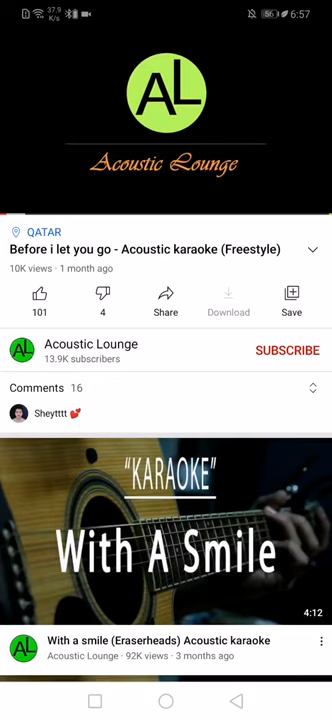 37.9
K/s
56
6:57
AL
Acoustic Lounge
QATAR
Before i let you go - Acoustic karaoke (Freestyle)
10K views · 1 month ago
101
4
Share
Download
Save
AL
Acoustic Lounge
13.9K subscribers
SUBSCRIBE
Comments 16
Sheytttt 💕
"KARAOKE"
With A Smile
4:12
AL
With a smile (Eraserheads) Acoustic karaoke
Acoustic Lounge · 92K views · 3 months ago